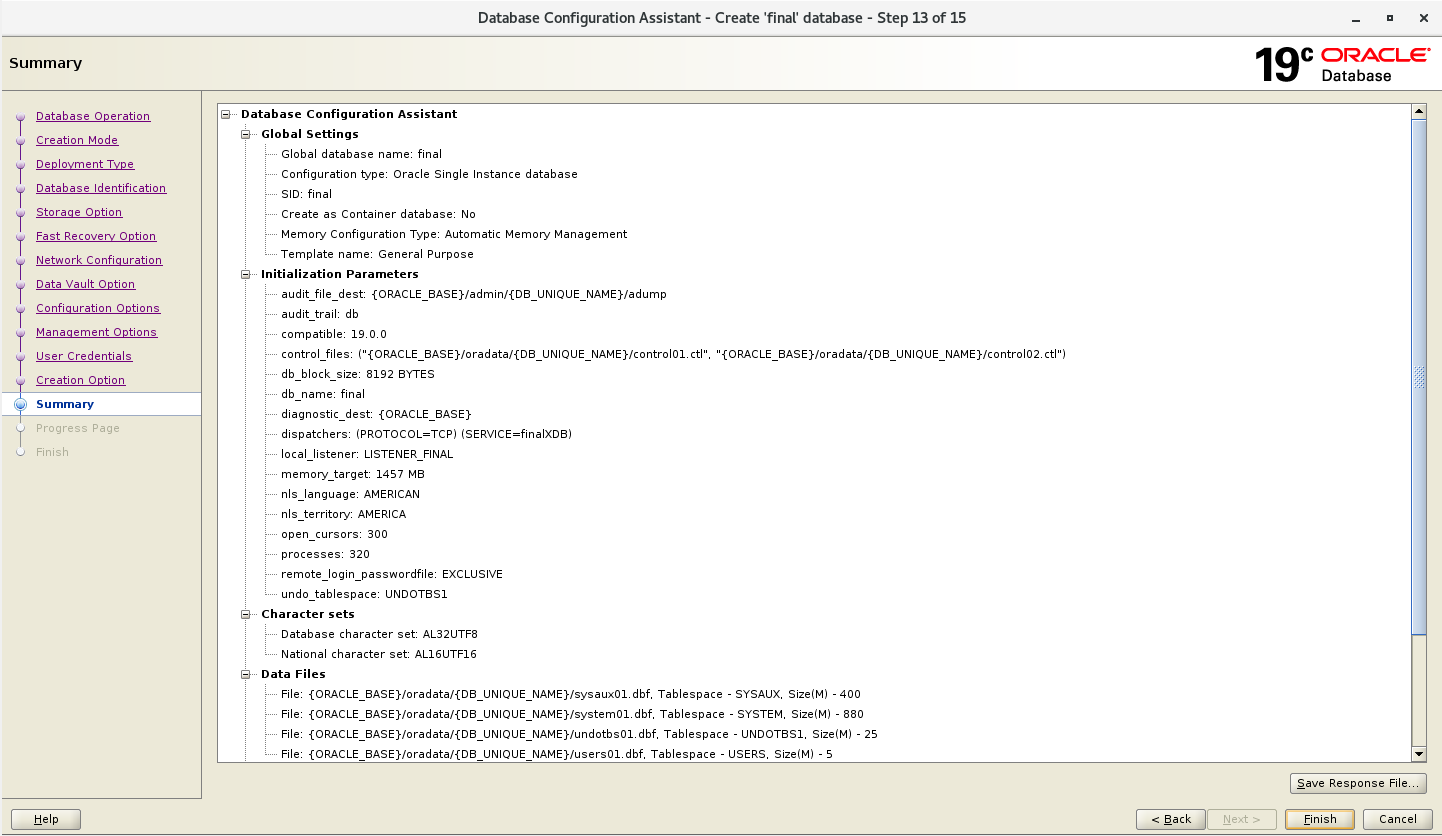 Database Configuration Assistant - Create 'final' database - Step 13 of 15
Summary
19c ORACLE
Database
Database Operation
Creation Mode
Deployment Type
Database Identification
Storage Option
Fast Recovery Option
Network Configuration
Data Vault Option
Configuration Options
Management Options
User Credentials
Creation Option
Summary
Progress Page
Finish
Database Configuration Assistant
Global Settings
Global database name: final
Configuration type: Oracle Single Instance database
SID: final
Create as Container database: No
Memory Configuration Type: Automatic Memory Management
Template name: General Purpose
Initialization Parameters
audit_file_dest: {ORACLE_BASE}/admin/{DB_UNIQUE_NAME}/adump
audit_trail: db
compatible: 19.0.0
control_files: ("{ORACLE_BASE}/oradata/{DB_UNIQUE_NAME}/control01.ctl", "{ORACLE_BASE}/oradata/{DB_UNIQUE_NAME}/control02.ctl")
db_block_size: 8192 BYTES
db_name: final
diagnostic_dest: {ORACLE_BASE}
dispatchers: (PROTOCOL=TCP) (SERVICE=finalXDB)
local_listener: LISTENER_FINAL
memory_target: 1457 MB
nls_language: AMERICAN
nls_territory: AMERICA
open_cursors: 300
processes: 320
remote_login_passwordfile: EXCLUSIVE
undo_tablespace: UNDOTBS1
Character sets
Database character set: AL32UTF8
National character set: AL16UTF16
Data Files
File: {ORACLE_BASE}/oradata/{DB_UNIQUE_NAME}/sysaux01.dbf, Tablespace - SYSAUX, Size(M) - 400
File: {ORACLE_BASE}/oradata/{DB_UNIQUE_NAME}/system01.dbf, Tablespace - SYSTEM, Size(M) - 880
File: {ORACLE_BASE}/oradata/{DB_UNIQUE_NAME}/undotbs01.dbf, Tablespace - UNDOTBS1, Size(M) - 25
File: {ORACLE_BASE}/oradata/{DB_UNIQUE_NAME}/users01.dbf, Tablespace - USERS, Size(M) - 5
Save Response File...
Help
< Back
Next >
Finish
Cancel